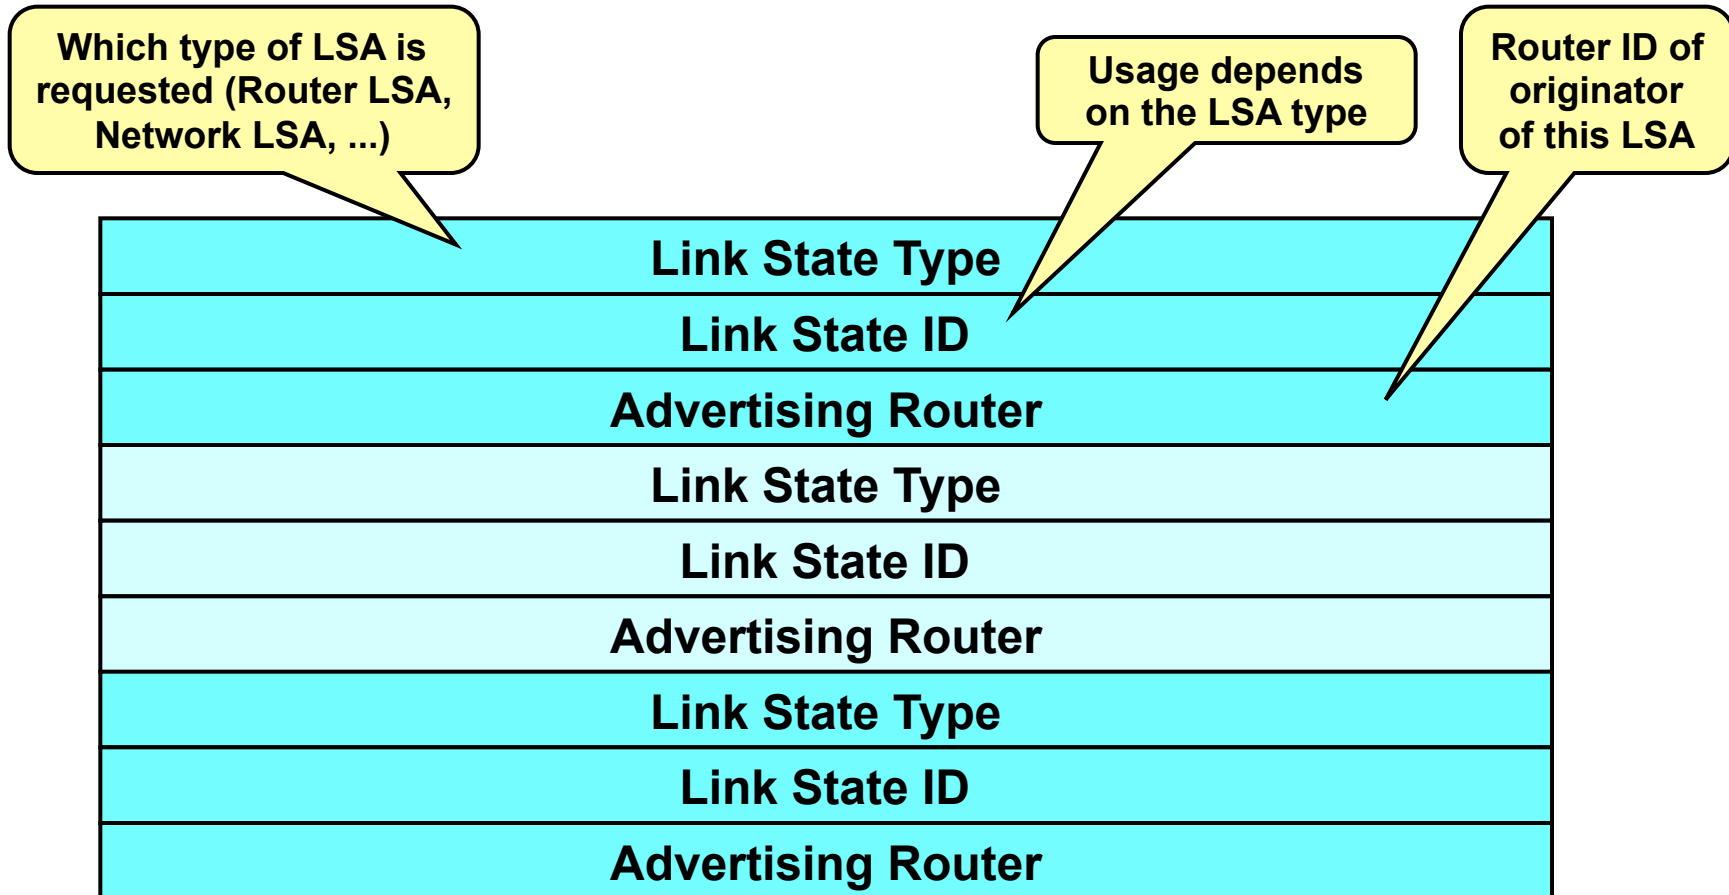 Which type of LSA is
requested (Router LSA,
Network LSA, ...)
Usage depends
on the LSA type
Router ID of
originator
of this LSA
Link State Type
Link State ID
Advertising Router
Link State Type
Link State ID
Advertising Router
Link State Type
Link State ID
Advertising Router